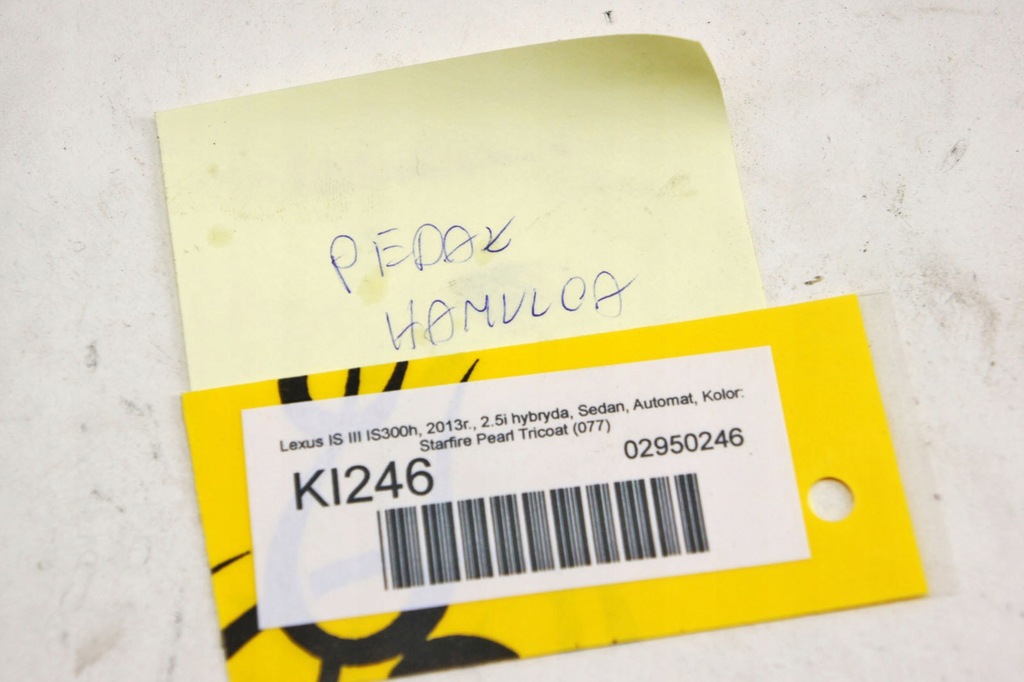 PEDAŁ
HAMULCA
Lexus IS III IS300h, 2013r., 2.5i hybryda, Sedan, Automat, Kolor:
Starfire Pearl Tricoat (077)
KI246
02950246